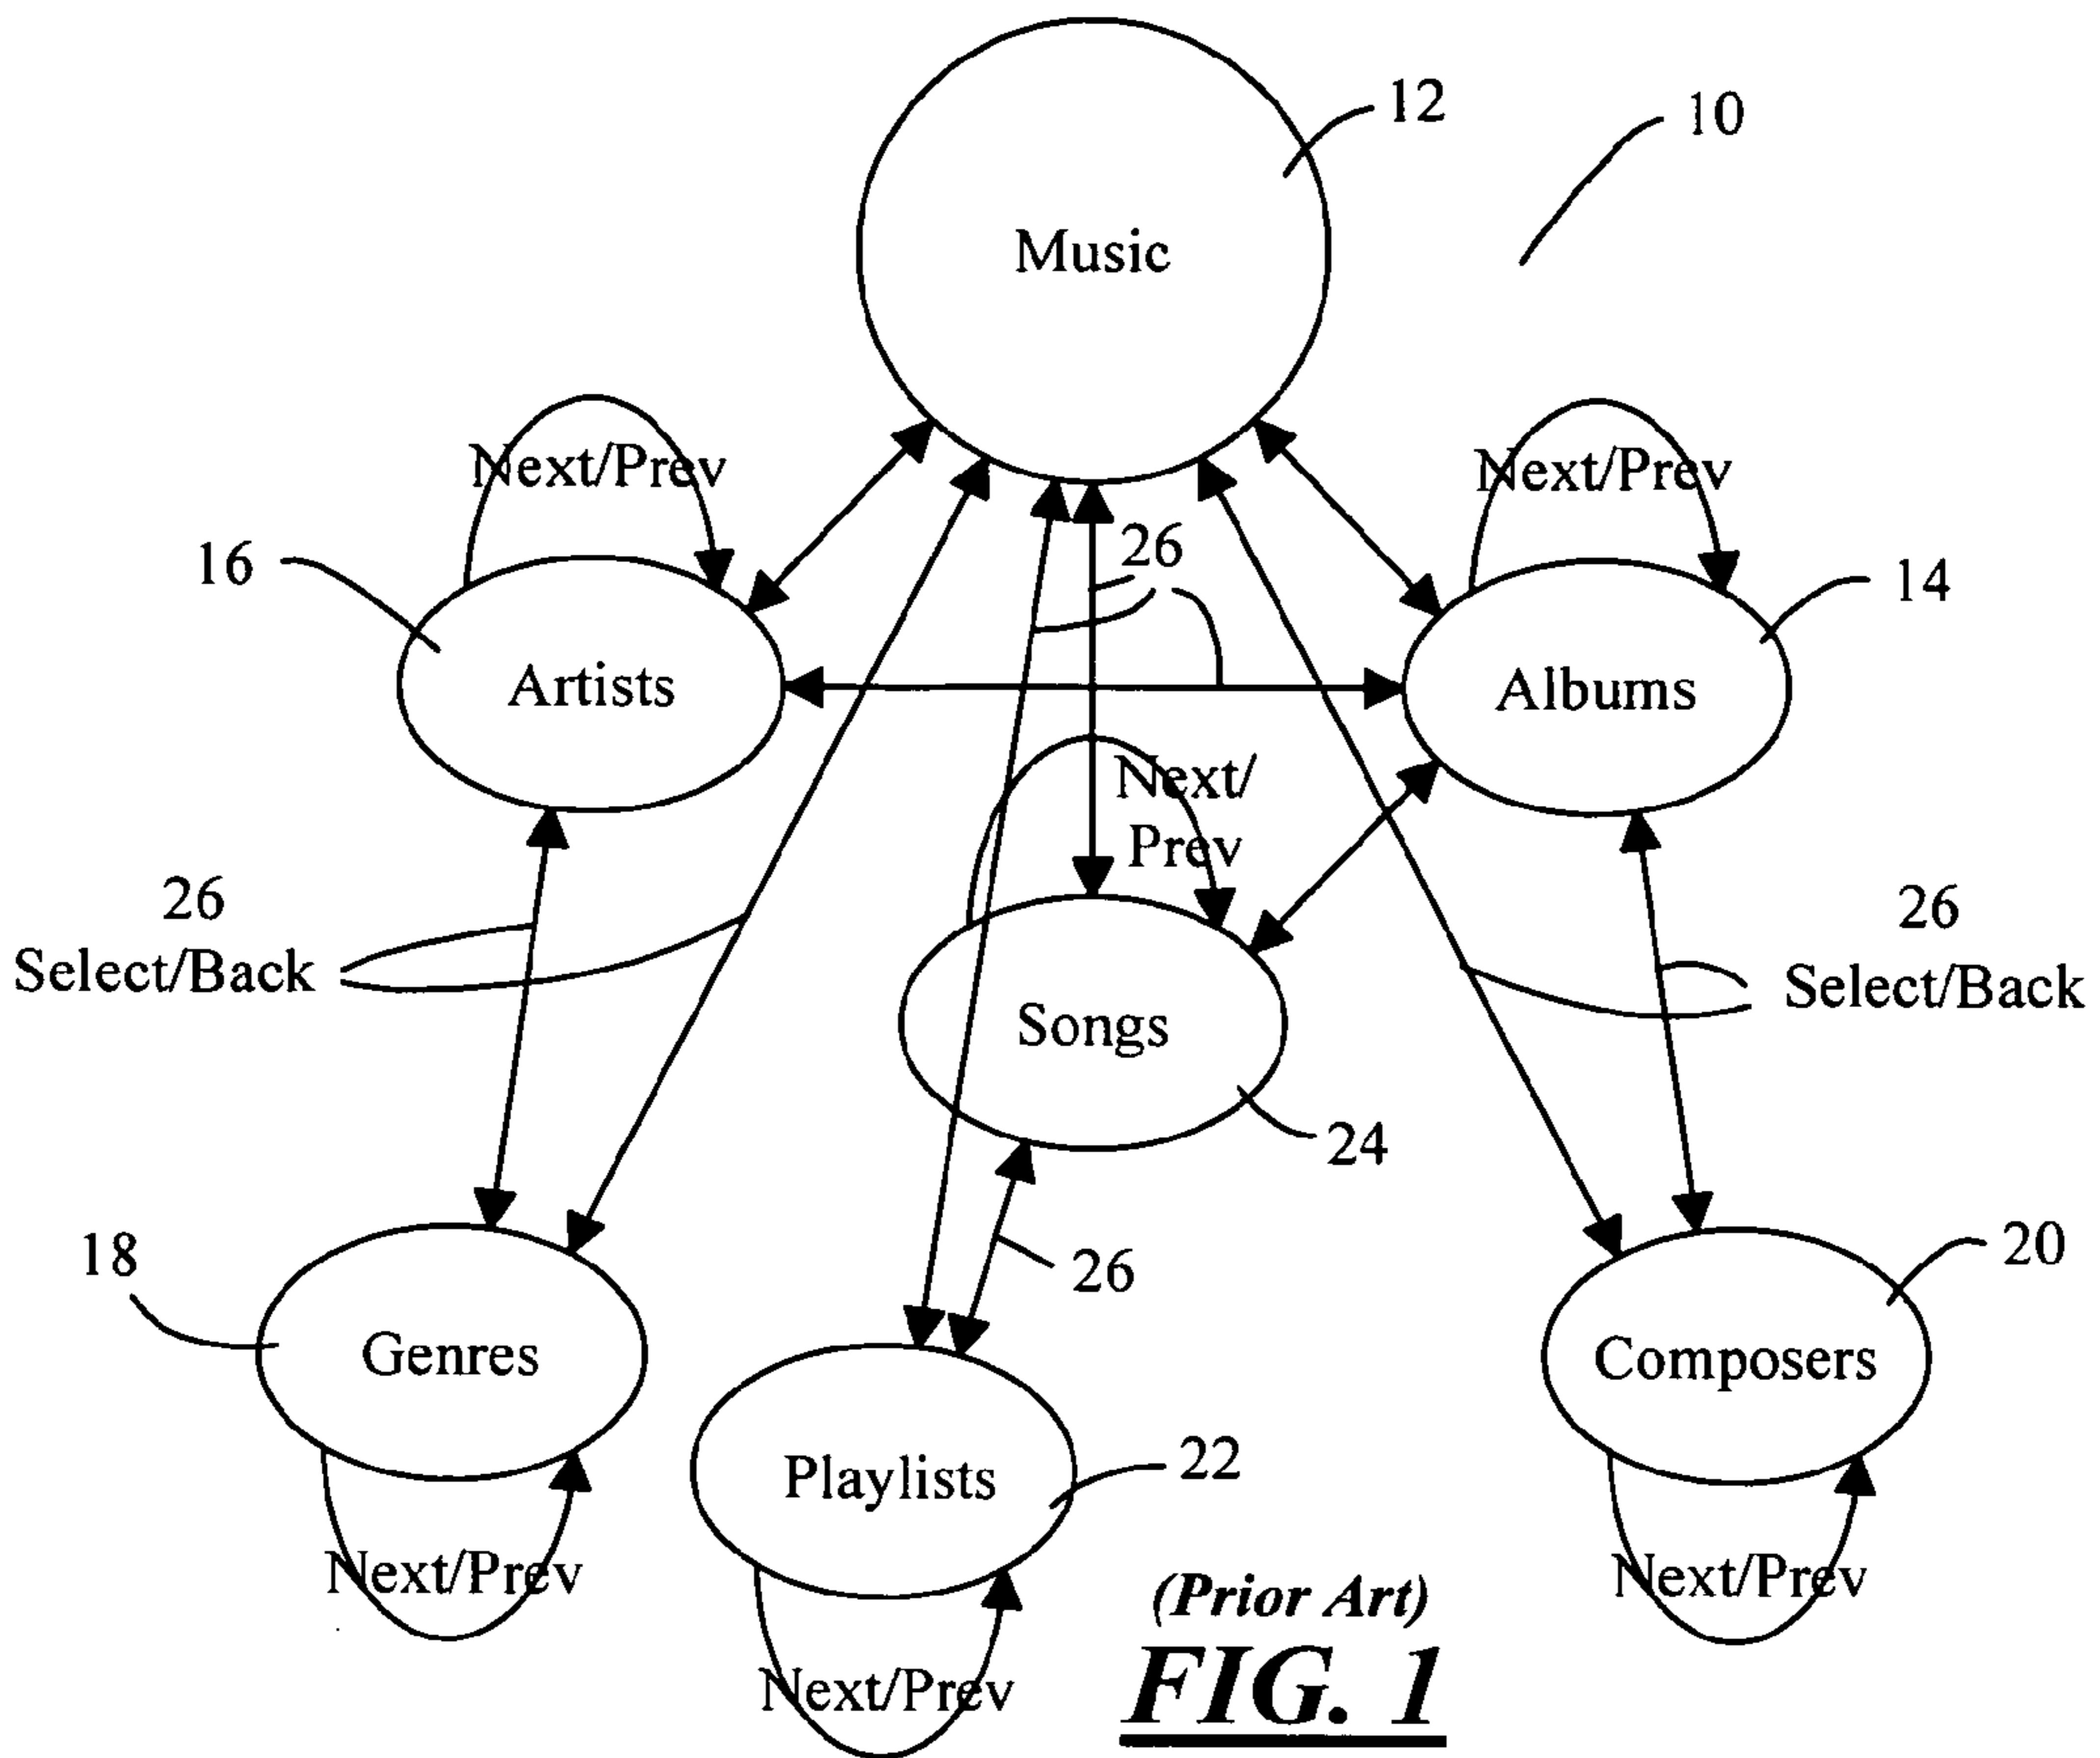 12
10
Music
Next/Prev
Next/Prev
26
16
14
Artists
Albums
Next/
Prev
26
Select/Back
26
Select/Back
Songs
24
18
26
20
Genres
Composers
Playlists
22
Next/Prev
Next/Prev
Next/Prev
(Prior Art)
FIG. 1